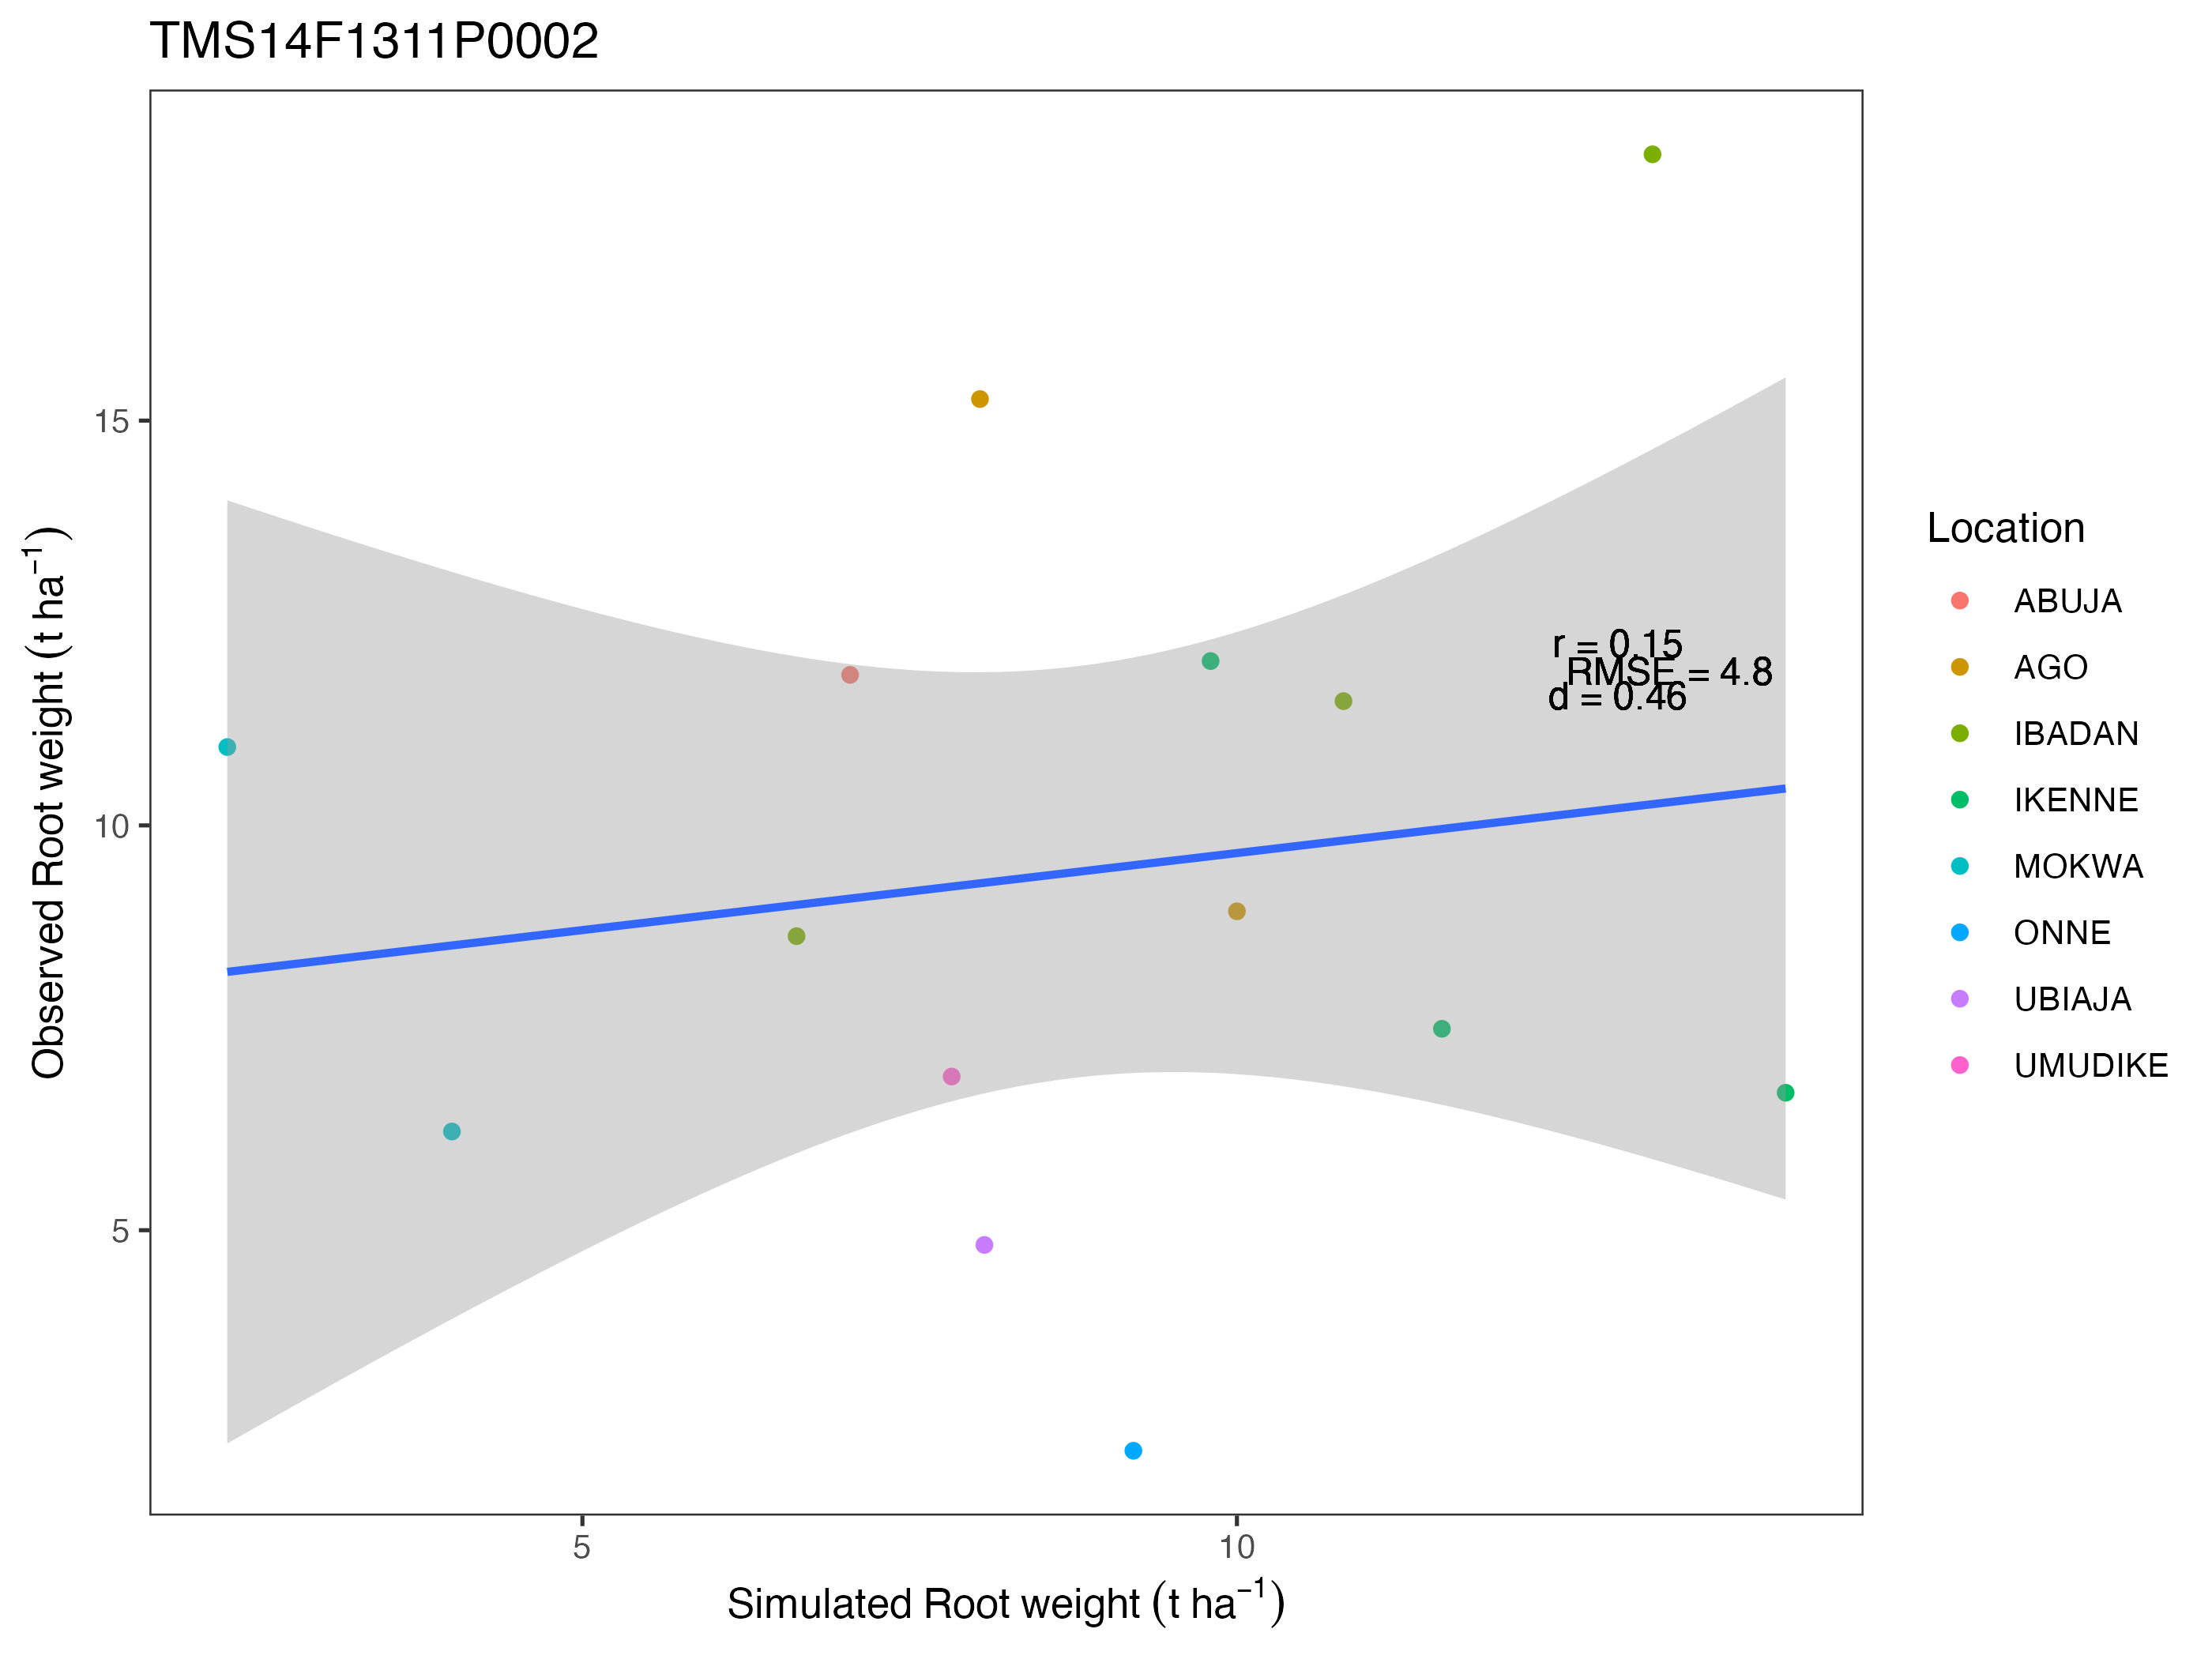 TMS14F1311P0002
Observed Root weight (t ha⁻¹)
15
10
5
r = 0.15
RMSE = 4.8
d = 0.46
5
10
Simulated Root weight (t ha⁻¹)
Location
ABUJA
AGO
IBADAN
IKENNE
MOKWA
ONNE
UBIAJA
UMUDIKE